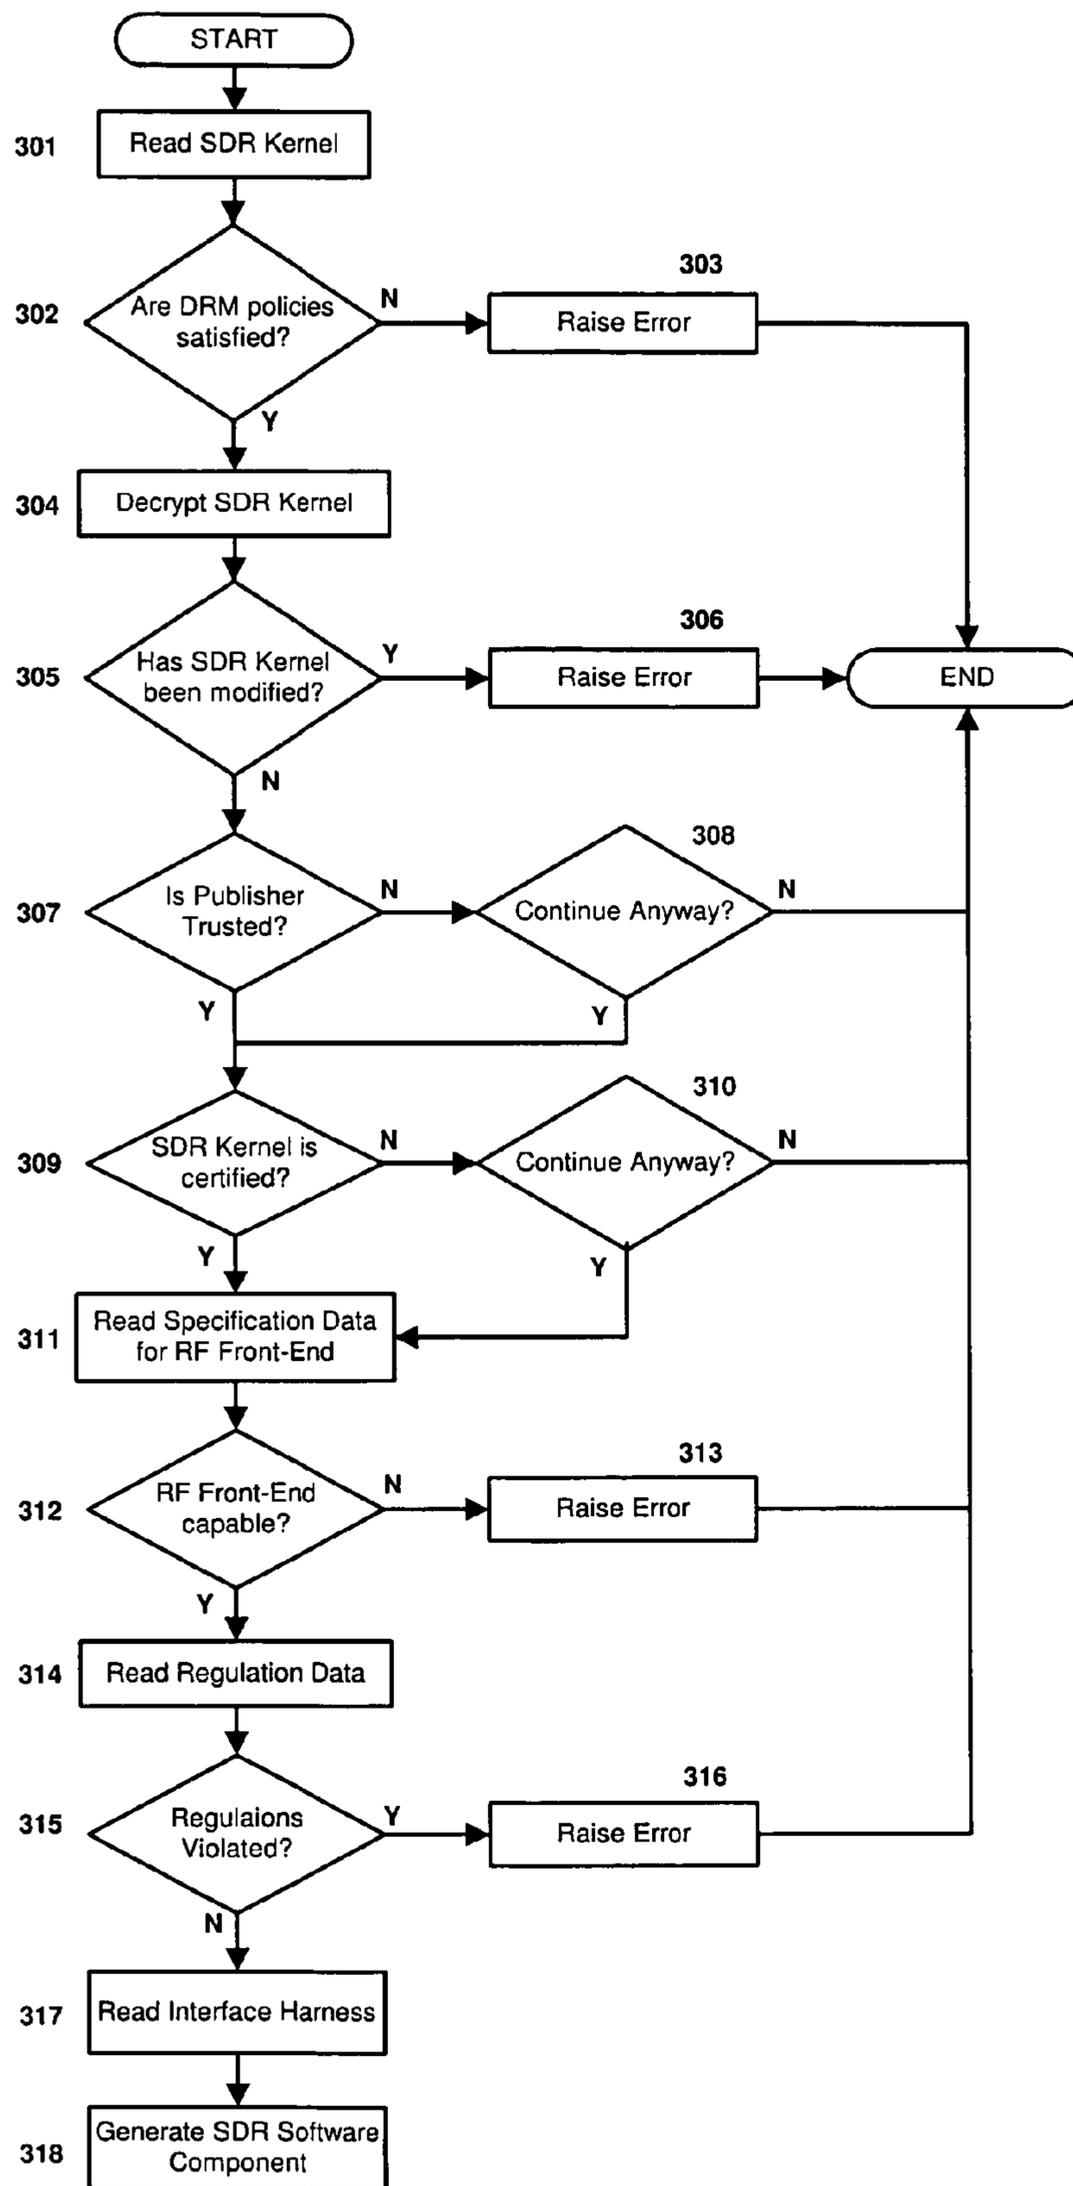 START
301
Read SDR Kernel
302
Are DRM policies
satisfied?
N
303
Raise Error
Y
304
Decrypt SDR Kernel
305
Has SDR Kernel
been modified?
Y
306
Raise Error
END
N
307
Is Publisher
Trusted?
N
308
Continue Anyway?
N
Y
Y
309
SDR Kernel is
certified?
N
310
Continue Anyway?
N
Y
Y
311
Read Specification Data
for RF Front-End
312
RF Front-End
capable?
N
313
Raise Error
Y
314
Read Regulation Data
315
Regulaions
Violated?
Y
316
Raise Error
N
317
Read Interface Harness
318
Generate SDR Software
Component